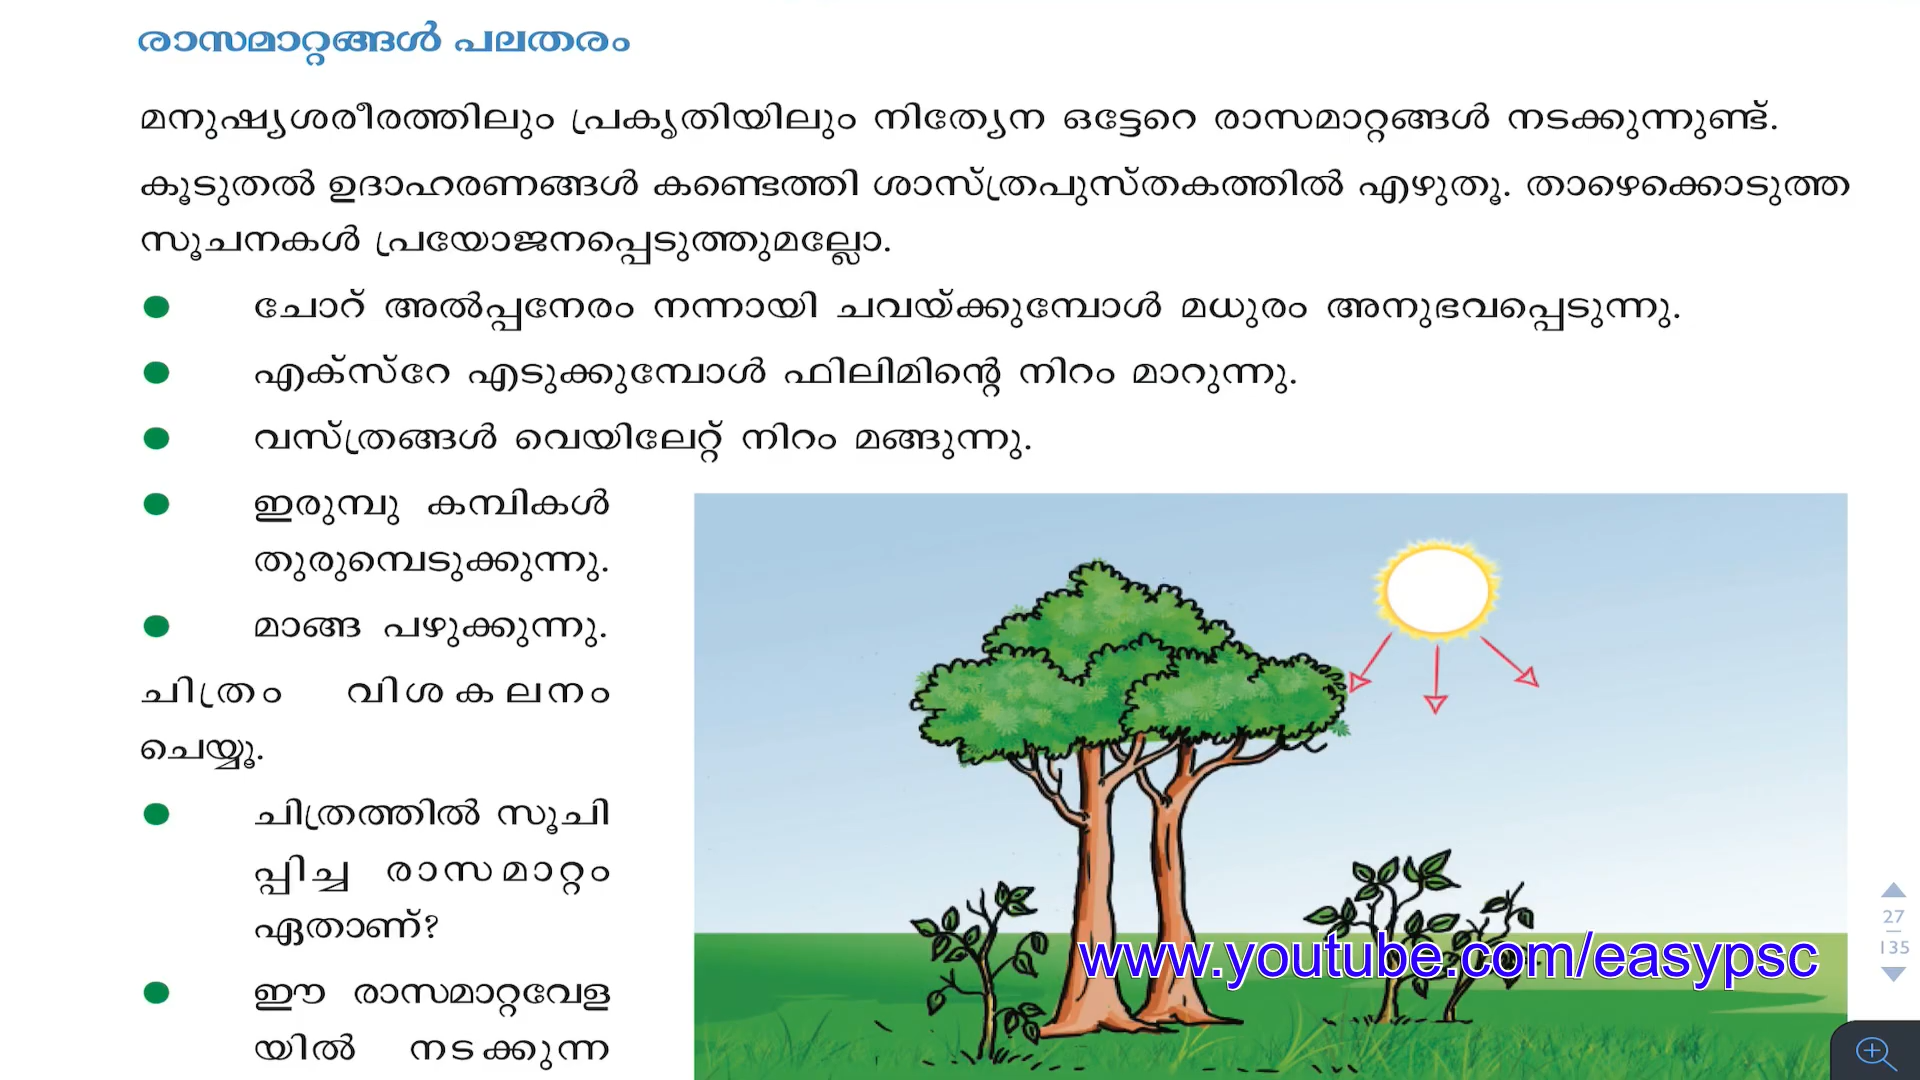 രാസമാറ്റങ്ങൾ പലതരം
മനുഷ്യശരീരത്തിലും പ്രകൃതിയിലും നിത്യേന ഒട്ടേറെ രാസമാറ്റങ്ങൾ നടക്കുന്നുണ്ട്.
കൂടുതൽ ഉദാഹരണങ്ങൾ കണ്ടെത്തി ശാസ്ത്രപുസ്തകത്തിൽ എഴുതൂ. താഴെക്കൊടുത്ത
സൂചനകൾ പ്രയോജനപ്പെടുത്തുമല്ലോ.
● ചോറ് അൽപ്പനേരം നന്നായി ചവയ്ക്കുമ്പോൾ മധുരം അനുഭവപ്പെടുന്നു.
● എക്സ്റേ എടുക്കുമ്പോൾ ഫിലിമിന്റെ നിറം മാറുന്നു.
● വസ്ത്രങ്ങൾ വെയിലേറ്റ് നിറം മങ്ങുന്നു.
● ഇരുമ്പു കമ്പികൾ
തുരുമ്പെടുക്കുന്നു.
● മാങ്ങ പഴുക്കുന്നു.
ചിത്രം വിശകലനം
ചെയ്യൂ.
● ചിത്രത്തിൽ സൂചി
പ്പിച്ച രാസമാറ്റം
ഏതാണ്?
● ഈ രാസമാറ്റവേള
യിൽ നടക്കുന്ന
www.youtube.com/easypsc
27
135